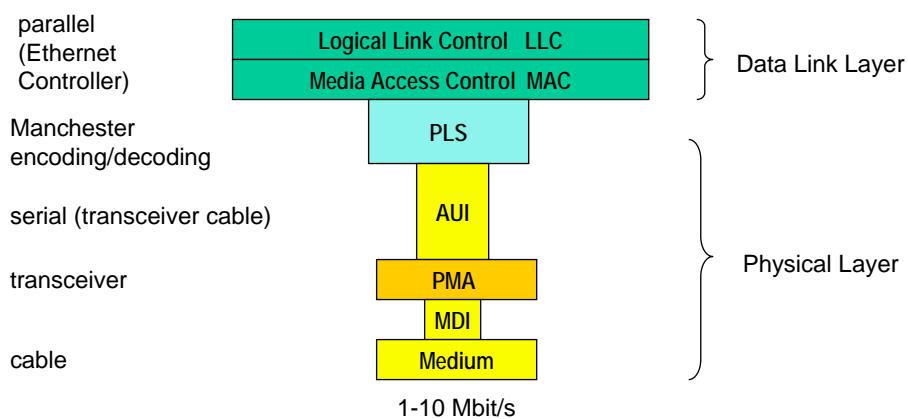 parallel
(Ethernet
Controller)
Logical Link Control LLC
Media Access Control MAC
Data Link Layer
Manchester
encoding/decoding
PLS
serial (transceiver cable)
AUI
Physical Layer
transceiver
PMA
MDI
cable
Medium
1-10 Mbit/s